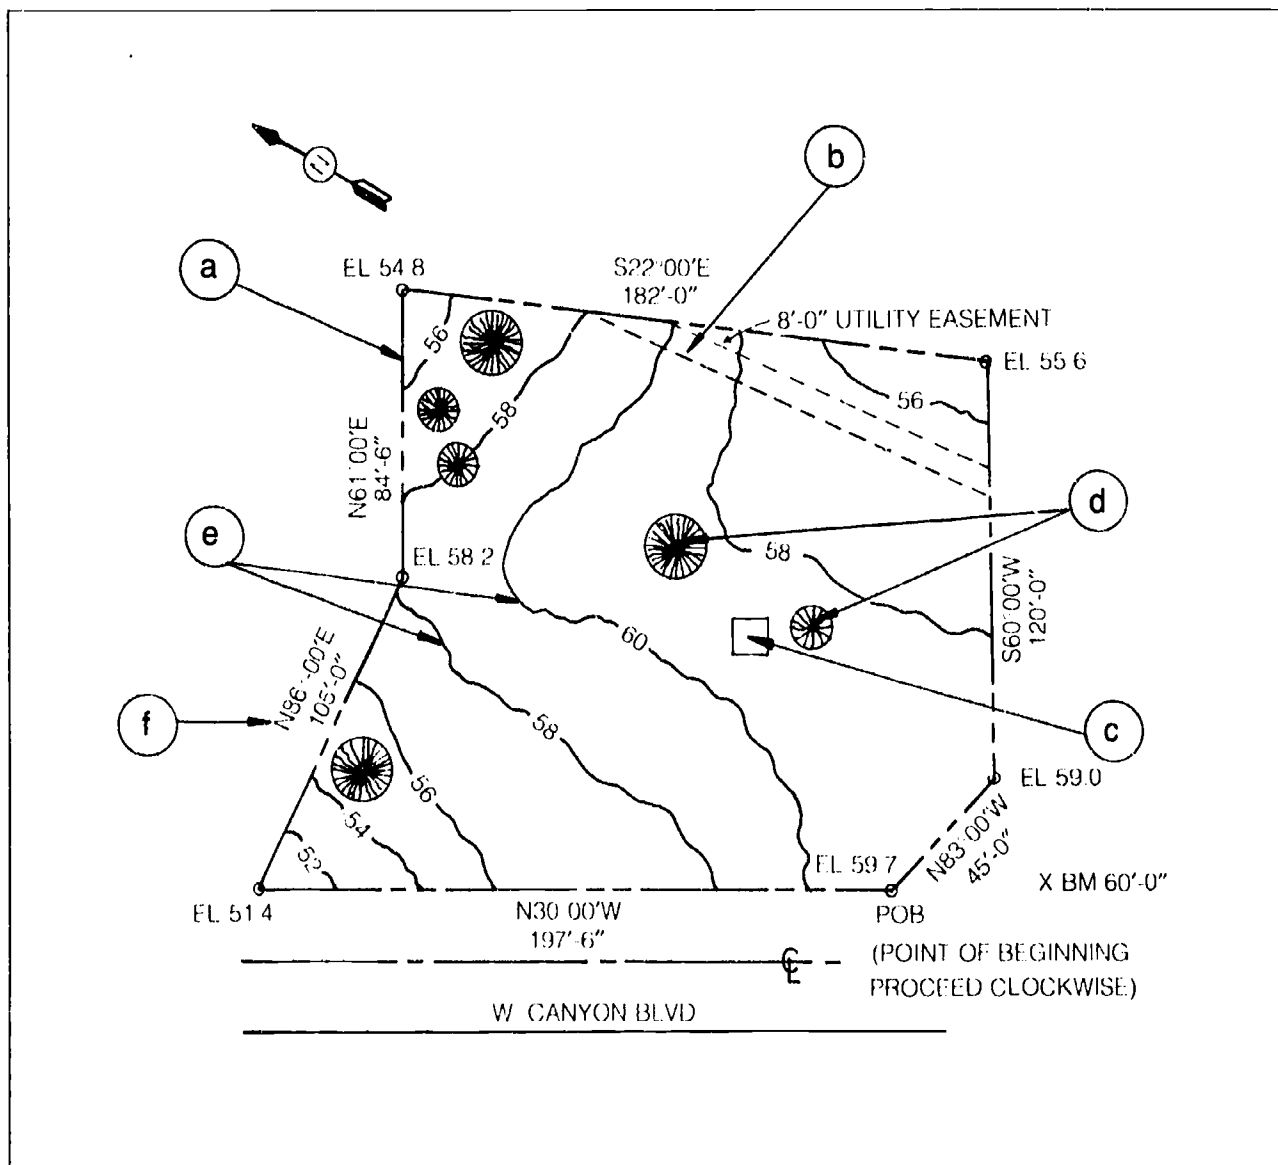 b
a
EL 54 8
S22°00'E
182'-0"
8'-0" UTILITY EASEMENT
EL 55 6
56
58
56
N61°00'E
84'-6"
d
e
EL 58 2
58
60
S60°00'W
120'-0"
N86°-00'E
105'-0"
f
58
c
56
54
52
EL 59.0
EL 59.7
N83°00'W
45'-0"
X BM 60'-0"
EL 51 4
N30 00'W
197'-6"
POB
(POINT OF BEGINNING
PROCEED CLOCKWISE)
W CANYON BLVD